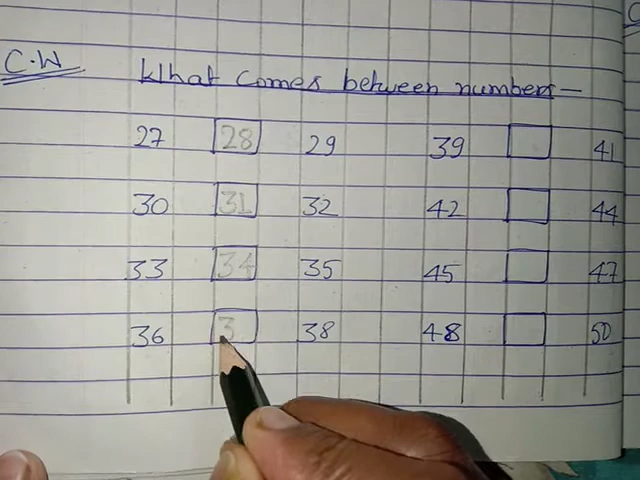 C.W
What comes between numbers -
27 28 29 39 41
30 31 32 42 44
33 34 35 45 47
36 3 38 48 50